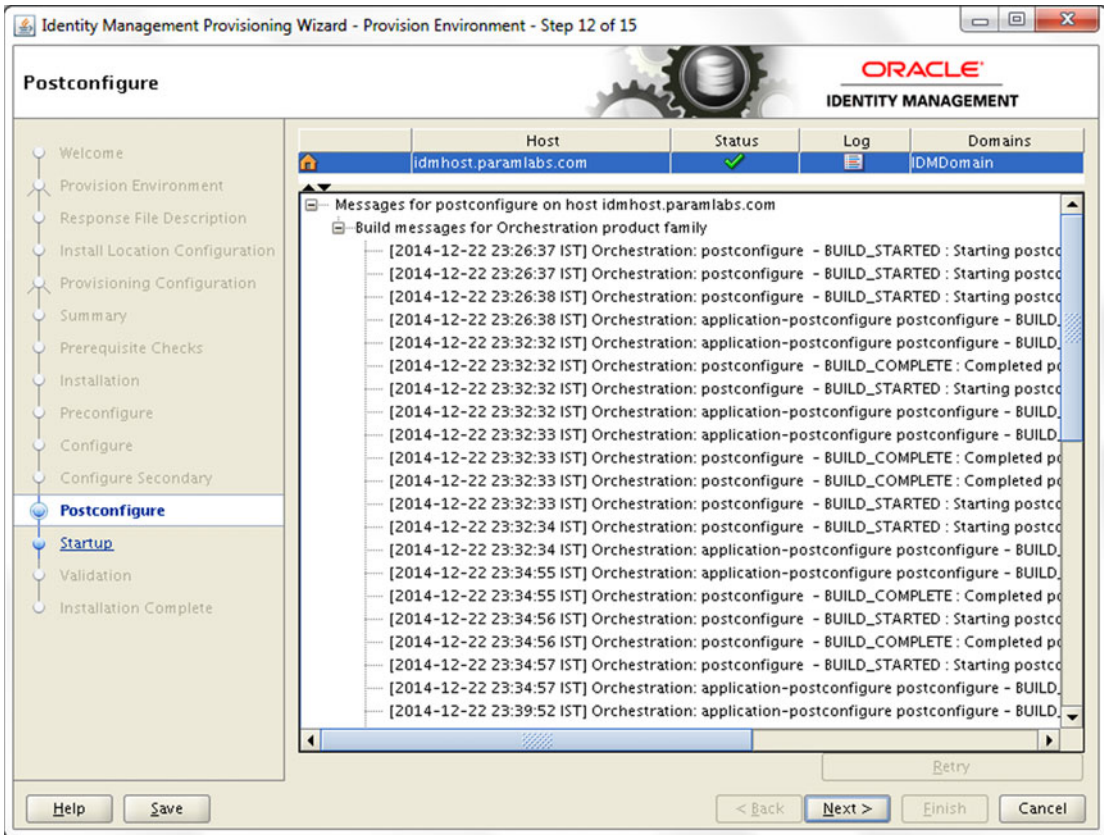 Identity Management Provisioning Wizard - Provision Environment - Step 12 of 15
Postconfigure
ORACLE
IDENTITY MANAGEMENT
Welcome
Provision Environment
Response File Description
Install Location Configuration
Provisioning Configuration
Summary
Prerequisite Checks
Installation
Preconfigure
Configure
Configure Secondary
Postconfigure
Startup
Validation
Installation Complete
Host Status Log Domains
idmhost.paramlabs.com IDMDomain
Messages for postconfigure on host idmhost.paramlabs.com
Build messages for Orchestration product family
[2014-12-22 23:26:37 IST] Orchestration: postconfigure - BUILD_STARTED : Starting postco
[2014-12-22 23:26:37 IST] Orchestration: postconfigure - BUILD_STARTED : Starting postco
[2014-12-22 23:26:38 IST] Orchestration: postconfigure - BUILD_STARTED : Starting postco
[2014-12-22 23:26:38 IST] Orchestration: application-postconfigure postconfigure - BUILD_
[2014-12-22 23:32:32 IST] Orchestration: application-postconfigure postconfigure - BUILD_
[2014-12-22 23:32:32 IST] Orchestration: postconfigure - BUILD_COMPLETE : Completed po
[2014-12-22 23:32:32 IST] Orchestration: postconfigure - BUILD_STARTED : Starting postco
[2014-12-22 23:32:32 IST] Orchestration: application-postconfigure postconfigure - BUILD_
[2014-12-22 23:32:33 IST] Orchestration: application-postconfigure postconfigure - BUILD_
[2014-12-22 23:32:33 IST] Orchestration: postconfigure - BUILD_COMPLETE : Completed po
[2014-12-22 23:32:33 IST] Orchestration: postconfigure - BUILD_COMPLETE : Completed po
[2014-12-22 23:32:33 IST] Orchestration: postconfigure - BUILD_STARTED : Starting postco
[2014-12-22 23:32:34 IST] Orchestration: postconfigure - BUILD_STARTED : Starting postco
[2014-12-22 23:32:34 IST] Orchestration: application-postconfigure postconfigure - BUILD_
[2014-12-22 23:34:55 IST] Orchestration: application-postconfigure postconfigure - BUILD_
[2014-12-22 23:34:55 IST] Orchestration: postconfigure - BUILD_COMPLETE : Completed po
[2014-12-22 23:34:56 IST] Orchestration: postconfigure - BUILD_STARTED : Starting postco
[2014-12-22 23:34:56 IST] Orchestration: postconfigure - BUILD_COMPLETE : Completed po
[2014-12-22 23:34:57 IST] Orchestration: postconfigure - BUILD_STARTED : Starting postco
[2014-12-22 23:34:57 IST] Orchestration: application-postconfigure postconfigure - BUILD_
[2014-12-22 23:39:52 IST] Orchestration: application-postconfigure postconfigure - BUILD_
Retry
Help Save < Back Next > Finish Cancel